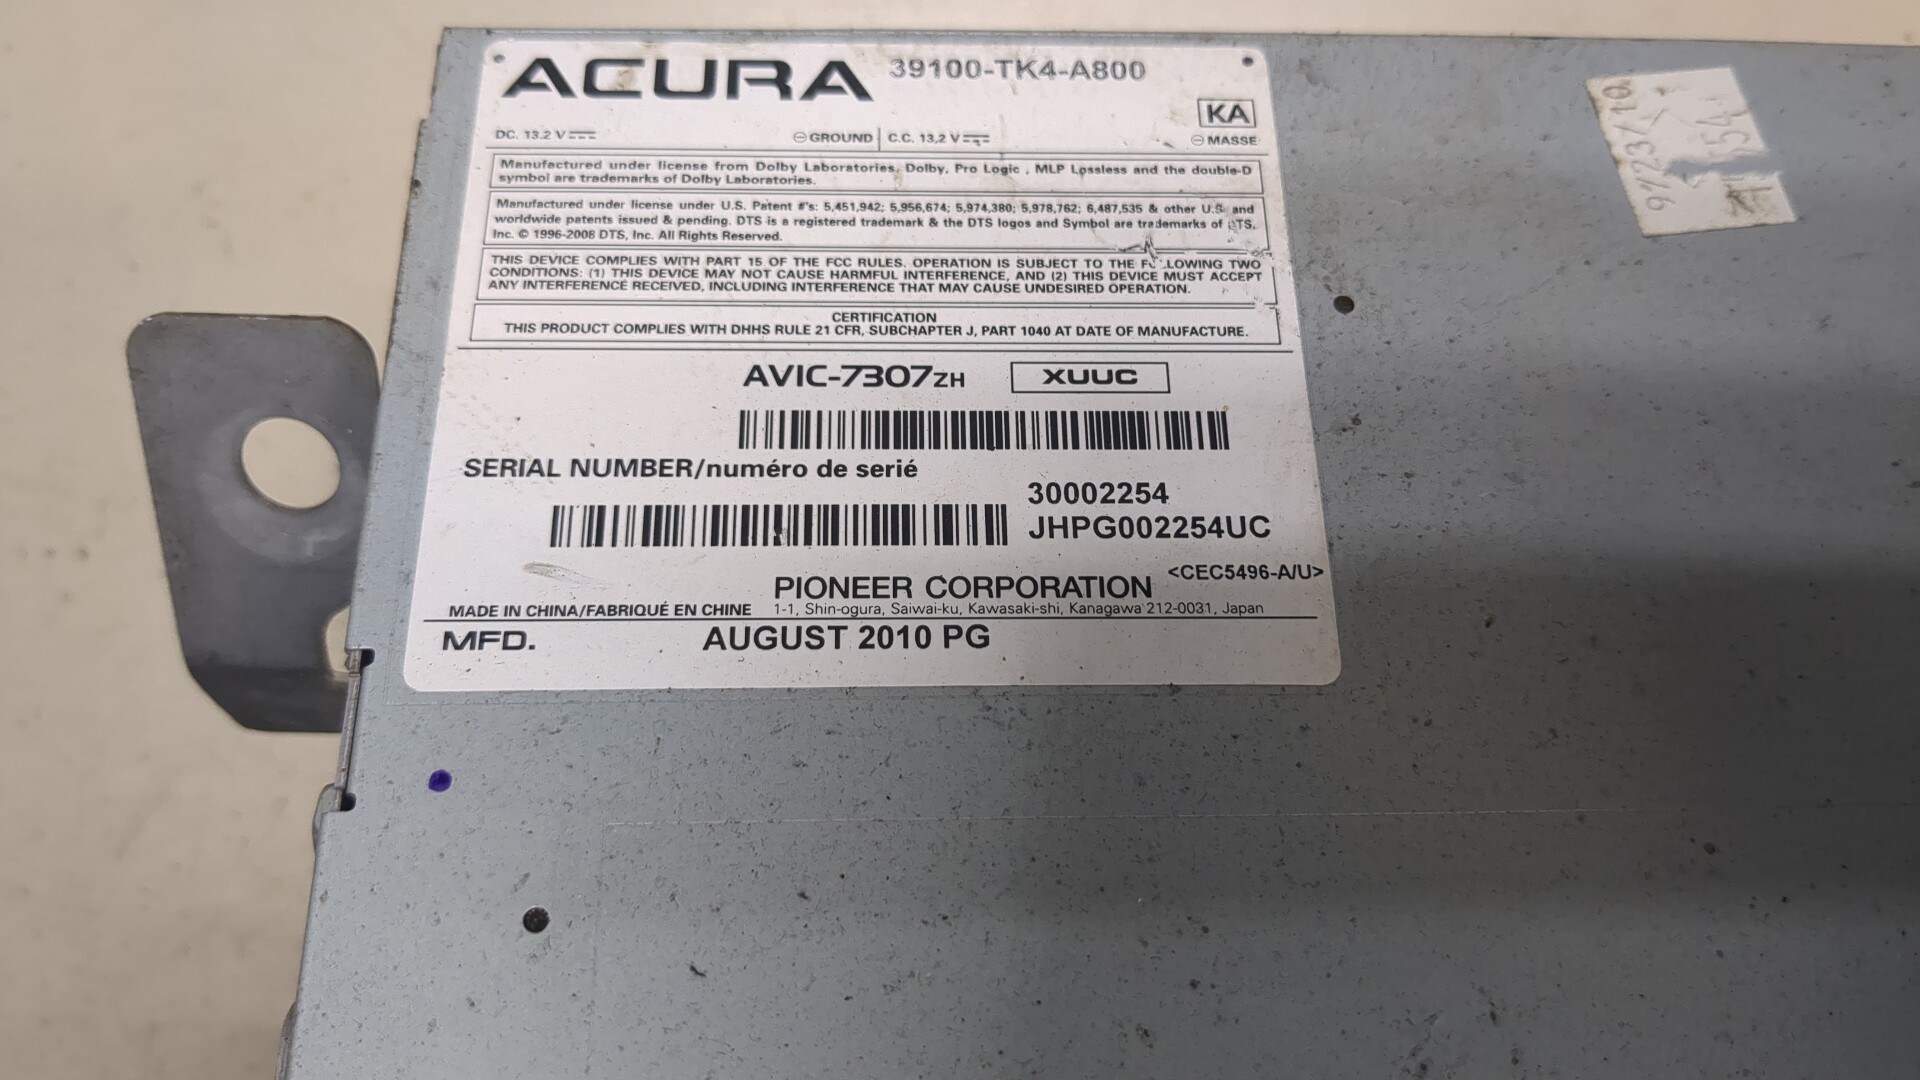 ACURA 39100-TK4-A800
KA
DC. 13.2 V ⊖ GROUND C.C. 13,2 V ⊖ MASSE
Manufactured under license from Dolby Laboratories. Dolby, Pro Logic , MLP Lossless and the double-D
symbol are trademarks of Dolby Laboratories.
Manufactured under license under U.S. Patent #'s: 5,451,942; 5,956,674; 5,974,380; 5,978,762; 6,487,535 & other U.S. and
worldwide patents issued & pending. DTS is a registered trademark & the DTS logos and Symbol are trademarks of DTS,
Inc. © 1996-2008 DTS, Inc. All Rights Reserved.
THIS DEVICE COMPLIES WITH PART 15 OF THE FCC RULES. OPERATION IS SUBJECT TO THE FOLLOWING TWO
CONDITIONS: (1) THIS DEVICE MAY NOT CAUSE HARMFUL INTERFERENCE, AND (2) THIS DEVICE MUST ACCEPT
ANY INTERFERENCE RECEIVED, INCLUDING INTERFERENCE THAT MAY CAUSE UNDESIRED OPERATION.
CERTIFICATION
THIS PRODUCT COMPLIES WITH DHHS RULE 21 CFR, SUBCHAPTER J, PART 1040 AT DATE OF MANUFACTURE.
AVIC-7307ZH XUUC
SERIAL NUMBER/numéro de serié
30002254
JHPG002254UC
<CEC5496-A/U>
PIONEER CORPORATION
MADE IN CHINA/FABRIQUÉ EN CHINE 1-1, Shin-ogura, Saiwai-ku, Kawasaki-shi, Kanagawa 212-0031, Japan
MFD. AUGUST 2010 PG
9/23/10